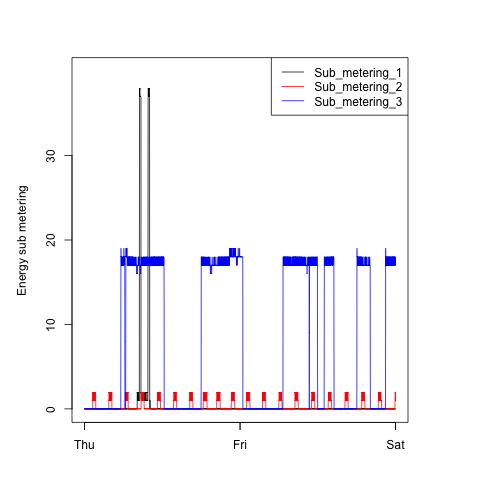 Sub_metering_1
Sub_metering_2
Sub_metering_3
Energy sub metering
30
20
10
0
Thu Fri Sat